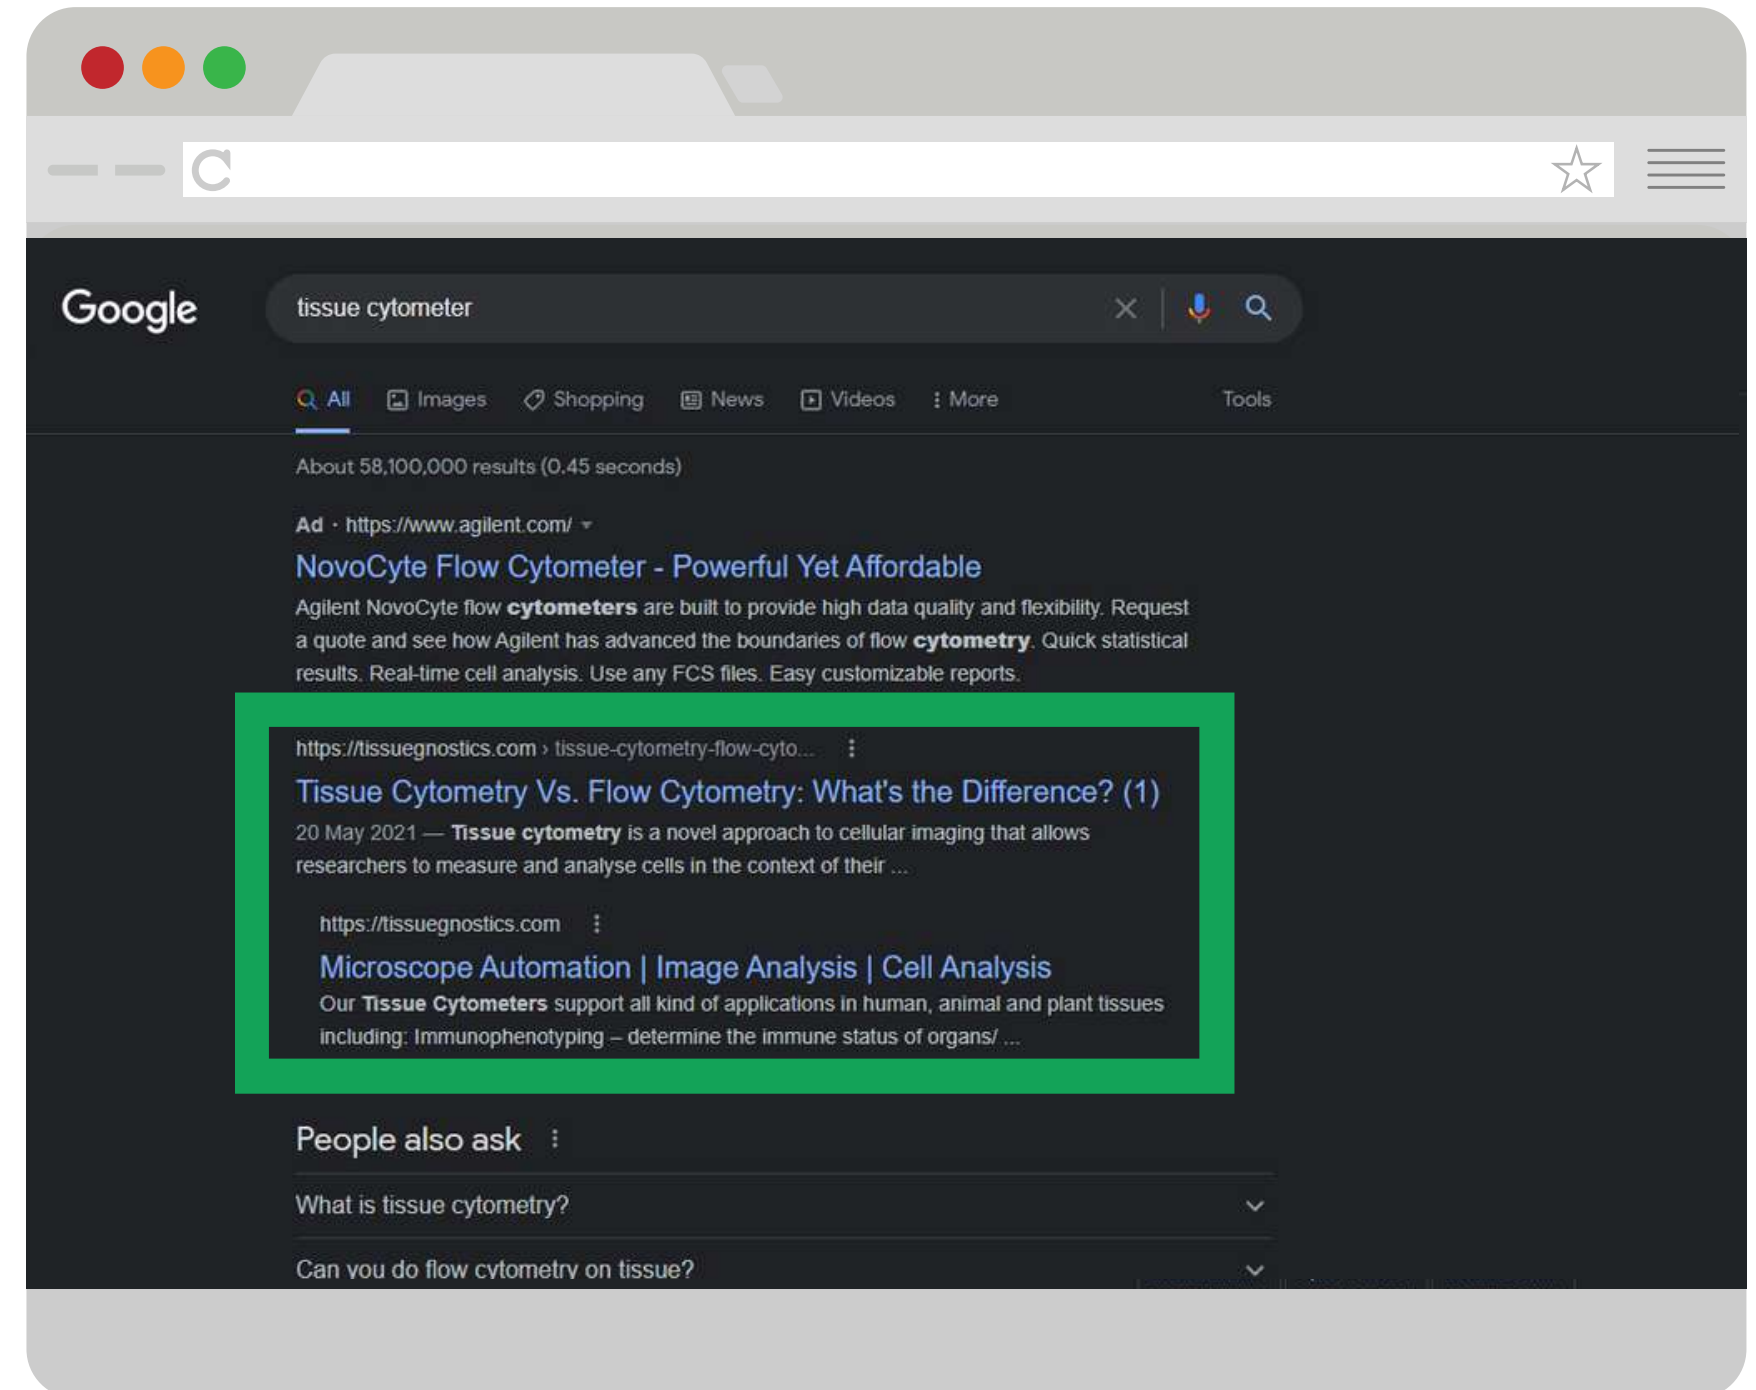 Google
tissue cytometer
All Images Shopping News Videos More Tools
About 58,100,000 results (0.45 seconds)
Ad · https://www.agilent.com/
NovoCyte Flow Cytometer - Powerful Yet Affordable
Agilent NovoCyte flow cytometers are built to provide high data quality and flexibility. Request
a quote and see how Agilent has advanced the boundaries of flow cytometry. Quick statistical
results. Real-time cell analysis. Use any FCS files. Easy customizable reports.
https://tissuegnostics.com › tissue-cytometry-flow-cyto...
Tissue Cytometry Vs. Flow Cytometry: What's the Difference? (1)
20 May 2021 — Tissue cytometry is a novel approach to cellular imaging that allows
researchers to measure and analyse cells in the context of their ...
https://tissuegnostics.com
Microscope Automation | Image Analysis | Cell Analysis
Our Tissue Cytometers support all kind of applications in human, animal and plant tissues
including: Immunophenotyping – determine the immune status of organs/ ...
People also ask
What is tissue cytometry?
Can you do flow cytometry on tissue?